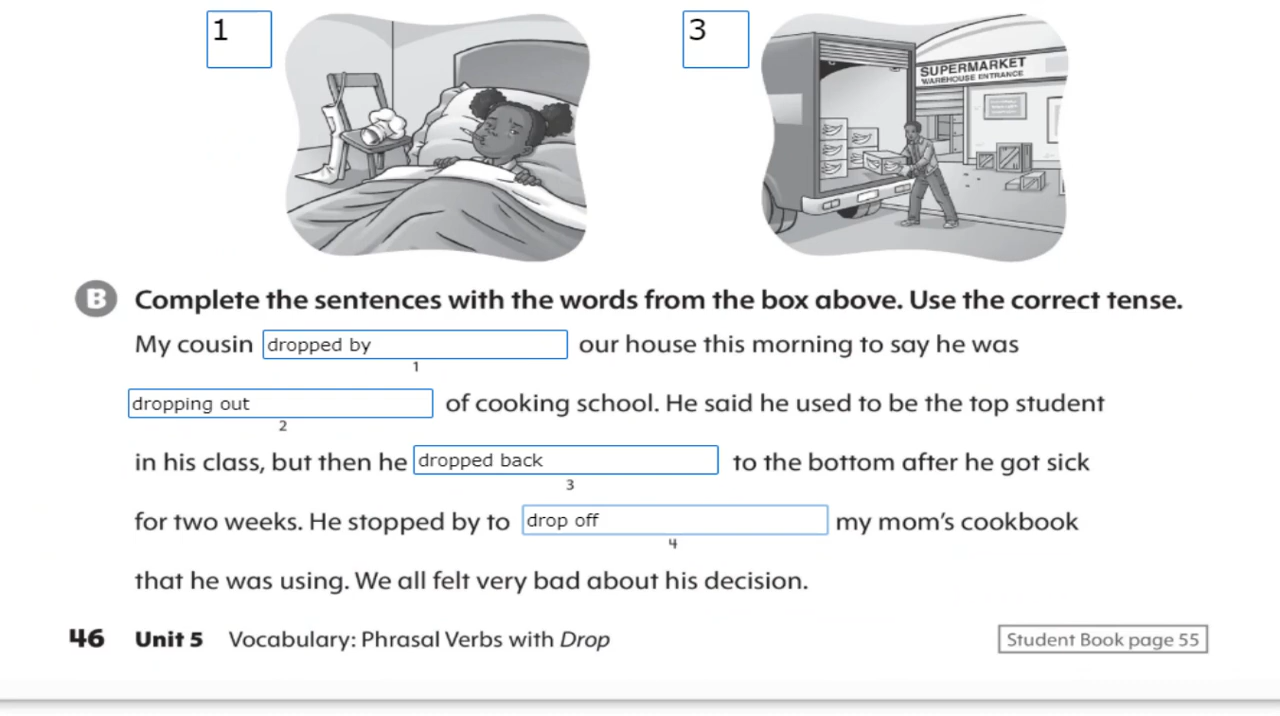 1
3
SUPERMARKET
WAREHOUSE ENTRANCE
B Complete the sentences with the words from the box above. Use the correct tense.
My cousin dropped by our house this morning to say he was
1
dropping out of cooking school. He said he used to be the top student
2
in his class, but then he dropped back to the bottom after he got sick
3
for two weeks. He stopped by to drop off my mom's cookbook
4
that he was using. We all felt very bad about his decision.
46 Unit 5 Vocabulary: Phrasal Verbs with Drop Student Book page 55